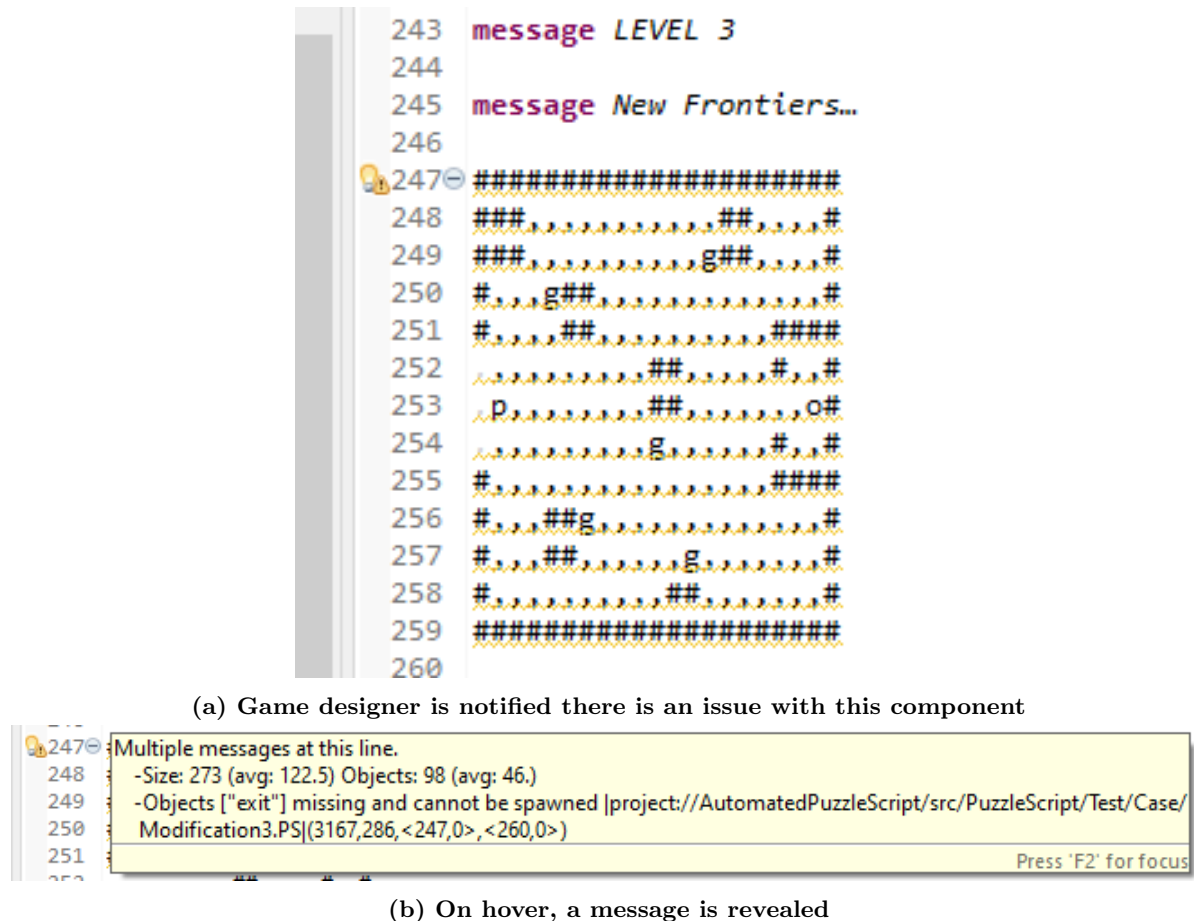 243 message LEVEL 3
244
245 message New Frontiers…
246
247 #####################
248 ###,,,,,,,,,,,##,,,,#
249 ###,,,,,,,,,,g##,,,,#
250 #,,,g##,,,,,,,,,,,,,#
251 #,,,,##,,,,,,,,,,####
252 .,,,,,,,,,##,,,,,#,,#
253 .p,,,,,,,,##,,,,,,,o#
254 .,,,,,,,,,g,,,,,,#,,#
255 #,,,,,,,,,,,,,,,,####
256 #,,,##g,,,,,,,,,,,,,#
257 #,,,##,,,,,,g,,,,,,,#
258 #,,,,,,,,,,##,,,,,,,#
259 #####################
260
(a) Game designer is notified there is an issue with this component
247 Multiple messages at this line.
248 -Size: 273 (avg: 122.5) Objects: 98 (avg: 46.)
249 -Objects ["exit"] missing and cannot be spawned |project://AutomatedPuzzleScript/src/PuzzleScript/Test/Case/
250 Modification3.PS|(3167,286,<247,0>,<260,0>)
251 Press 'F2' for focus
(b) On hover, a message is revealed